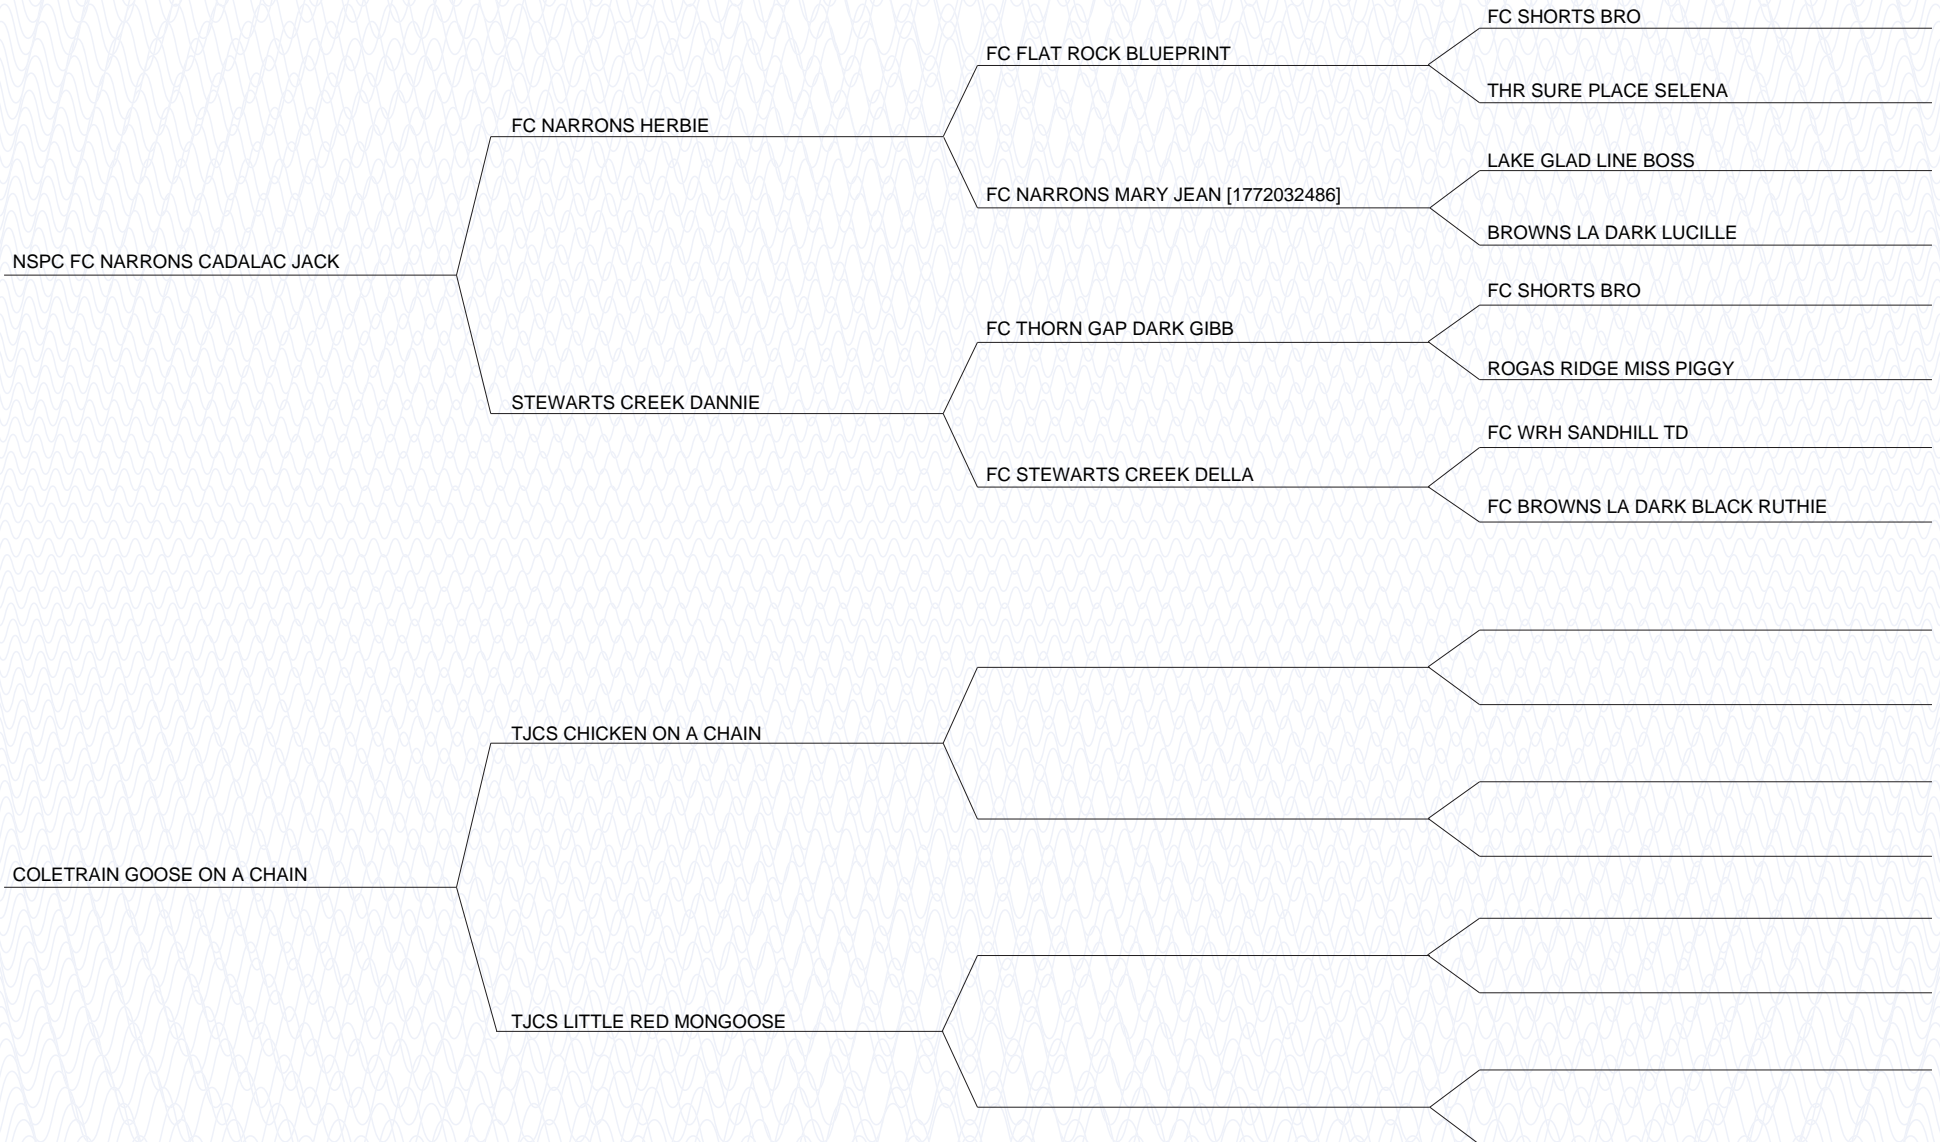 FC SHORTS BRO
FC FLAT ROCK BLUEPRINT
THR SURE PLACE SELENA
FC NARRONS HERBIE
LAKE GLAD LINE BOSS
FC NARRONS MARY JEAN [1772032486]
BROWNS LA DARK LUCILLE
NSPC FC NARRONS CADALAC JACK
FC SHORTS BRO
FC THORN GAP DARK GIBB
ROGAS RIDGE MISS PIGGY
STEWARTS CREEK DANNIE
FC WRH SANDHILL TD
FC STEWARTS CREEK DELLA
FC BROWNS LA DARK BLACK RUTHIE
TJCS CHICKEN ON A CHAIN
COLETRAIN GOOSE ON A CHAIN
TJCS LITTLE RED MONGOOSE